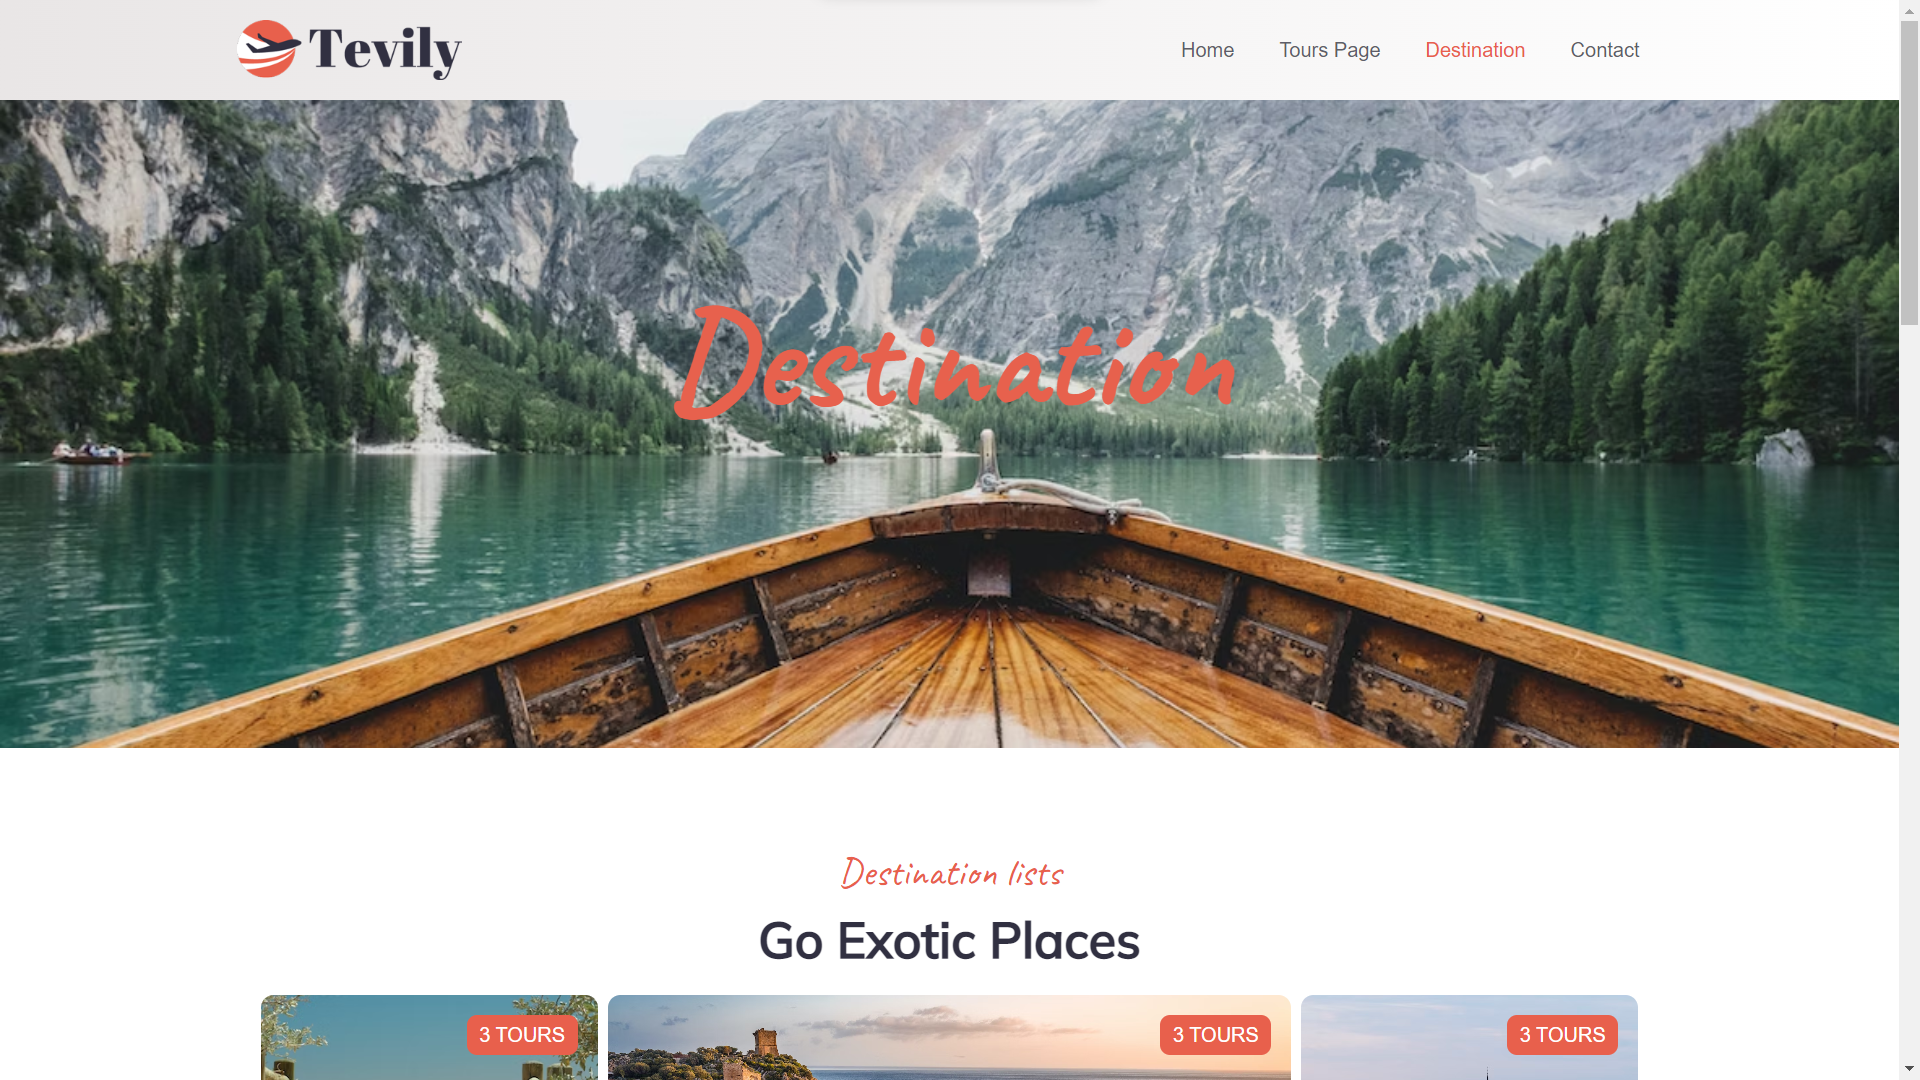 Tevily
Home Tours Page Destination Contact
Destination
Destination lists
Go Exotic Places
3 TOURS 3 TOURS 3 TOURS